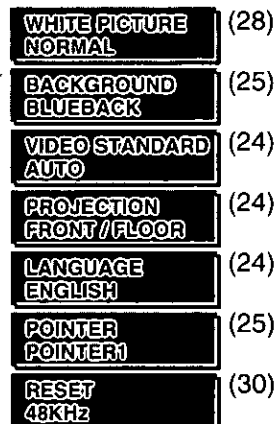 WHITE PICTURE (28)
NORMAL
BACKGROUND (25)
BLUEBACK
VIDEO STANDARD (24)
AUTO
PROJECTION (24)
FRONT / FLOOR
LANGUAGE (24)
ENGLISH
POINTER (25)
POINTER1
RESET (30)
48KHz